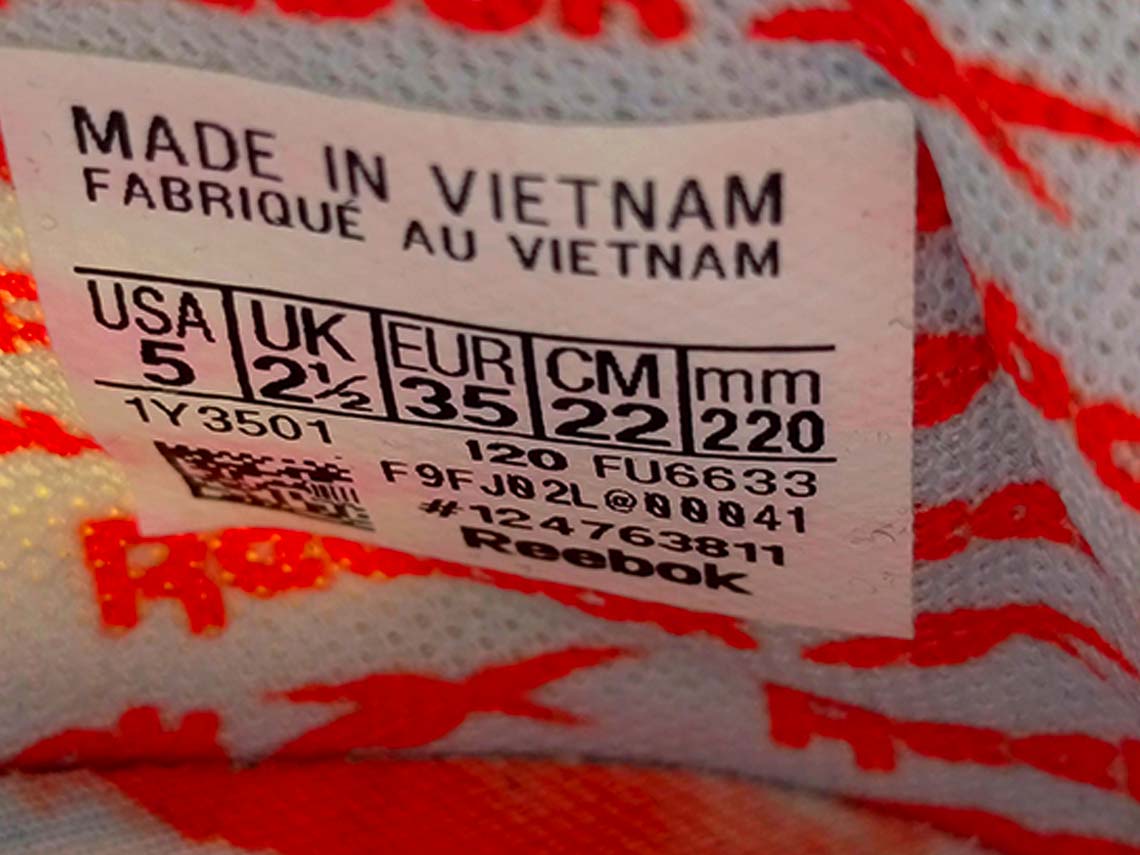 MADE IN VIETNAM
FABRIQUÉ AU VIETNAM
USA UK EUR CM mm
5 2½ 35 22 220
1Y3501
120 FU6633
F9FJ02L@00041
#124763811
Reebok